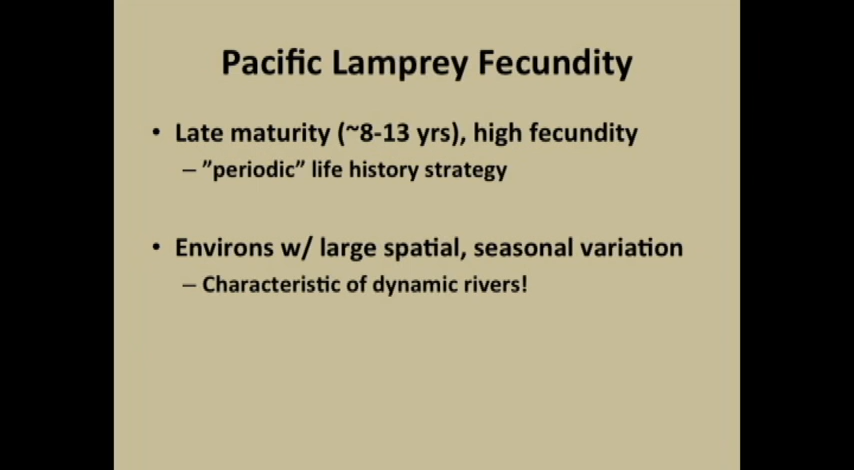 Pacific Lamprey Fecundity
• Late maturity (~8-13 yrs), high fecundity
– ”periodic” life history strategy
• Environs w/ large spatial, seasonal variation
– Characteristic of dynamic rivers!